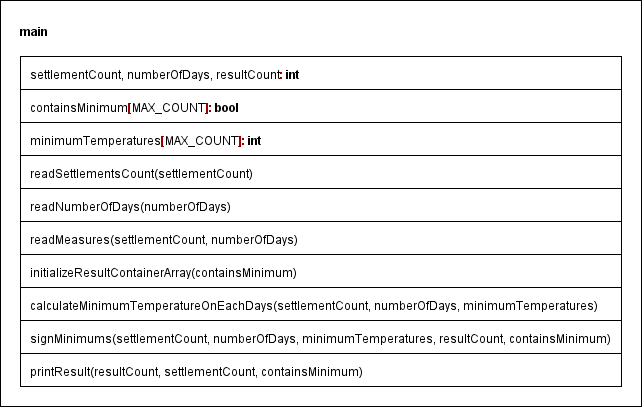 main
settlementCount, numberOfDays, resultCount: int
containsMinimum[MAX_COUNT]: bool
minimumTemperatures[MAX_COUNT]: int
readSettlementsCount(settlementCount)
readNumberOfDays(numberOfDays)
readMeasures(settlementCount, numberOfDays)
initializeResultContainerArray(containsMinimum)
calculateMinimumTemperatureOnEachDays(settlementCount, numberOfDays, minimumTemperatures)
signMinimums(settlementCount, numberOfDays, minimumTemperatures, resultCount, containsMinimum)
printResult(resultCount, settlementCount, containsMinimum)